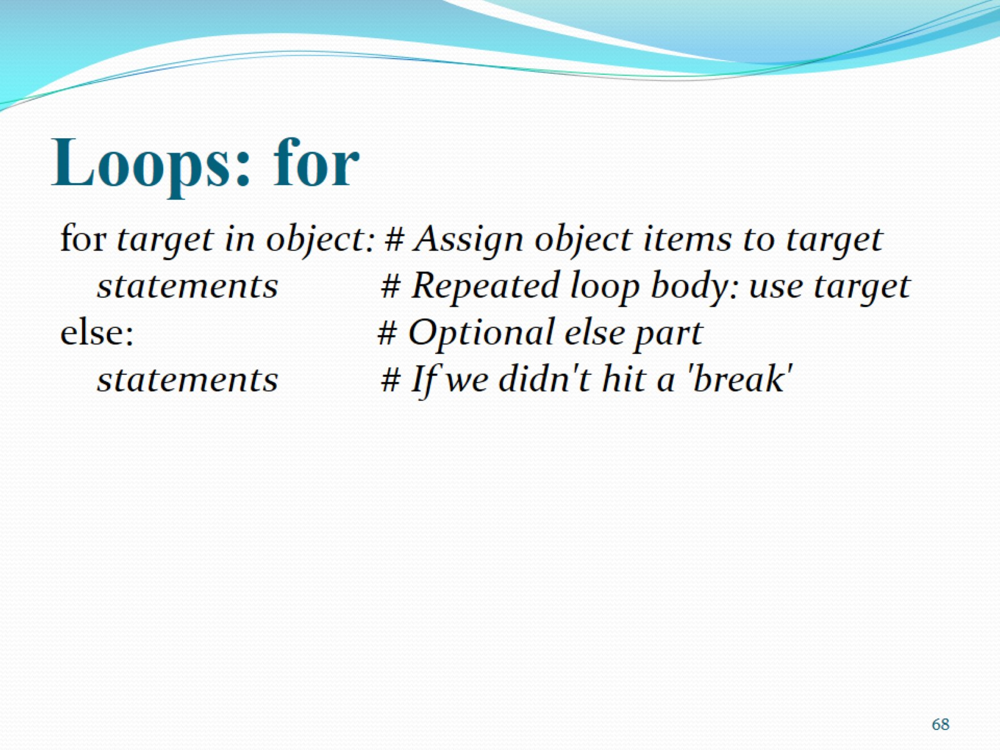 Loops: for
for target in object: # Assign object items to target
statements # Repeated loop body: use target
else: # Optional else part
statements # If we didn't hit a 'break'
68